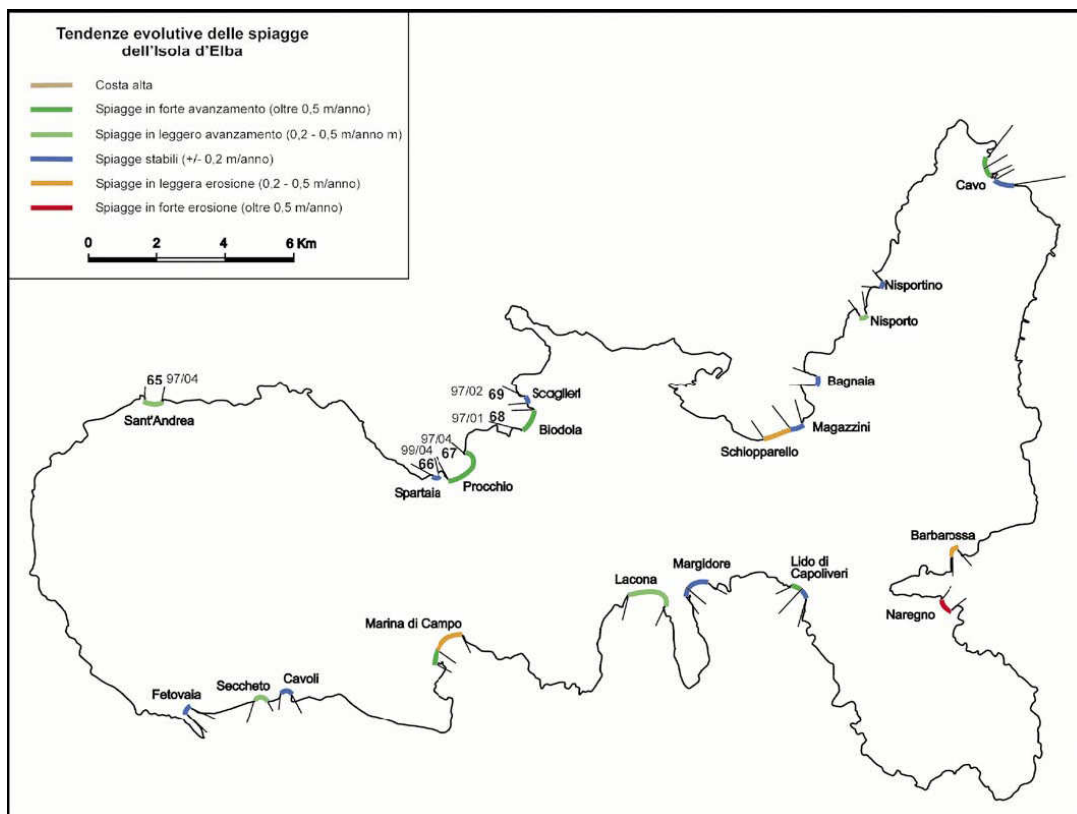 Tendenze evolutive delle spiagge
dell'Isola d'Elba
Costa alta
Spiagge in forte avanzamento (oltre 0,5 m/anno)
Spiagge in leggero avanzamento (0,2 - 0,5 m/anno m)
Spiagge stabili (+/- 0,2 m/anno)
Spiagge in leggera erosione (0,2 - 0,5 m/anno)
Spiagge in forte erosione (oltre 0,5 m/anno)
0 2 4 6 Km
Cavo
Nisportino
Nisporto
65 97/04
Sant'Andrea
97/02 69 Scaglieri
Bagnaia
97/01 68
Biodola
Magazzini
97/04
67
Schiopparello
99/04
66
Spartaia
Procchio
Barbarossa
Margidore
Lido di
Capoliveri
Lacona
Naregno
Marina di Campo
Cavoli
Seccheto
Fetovaia